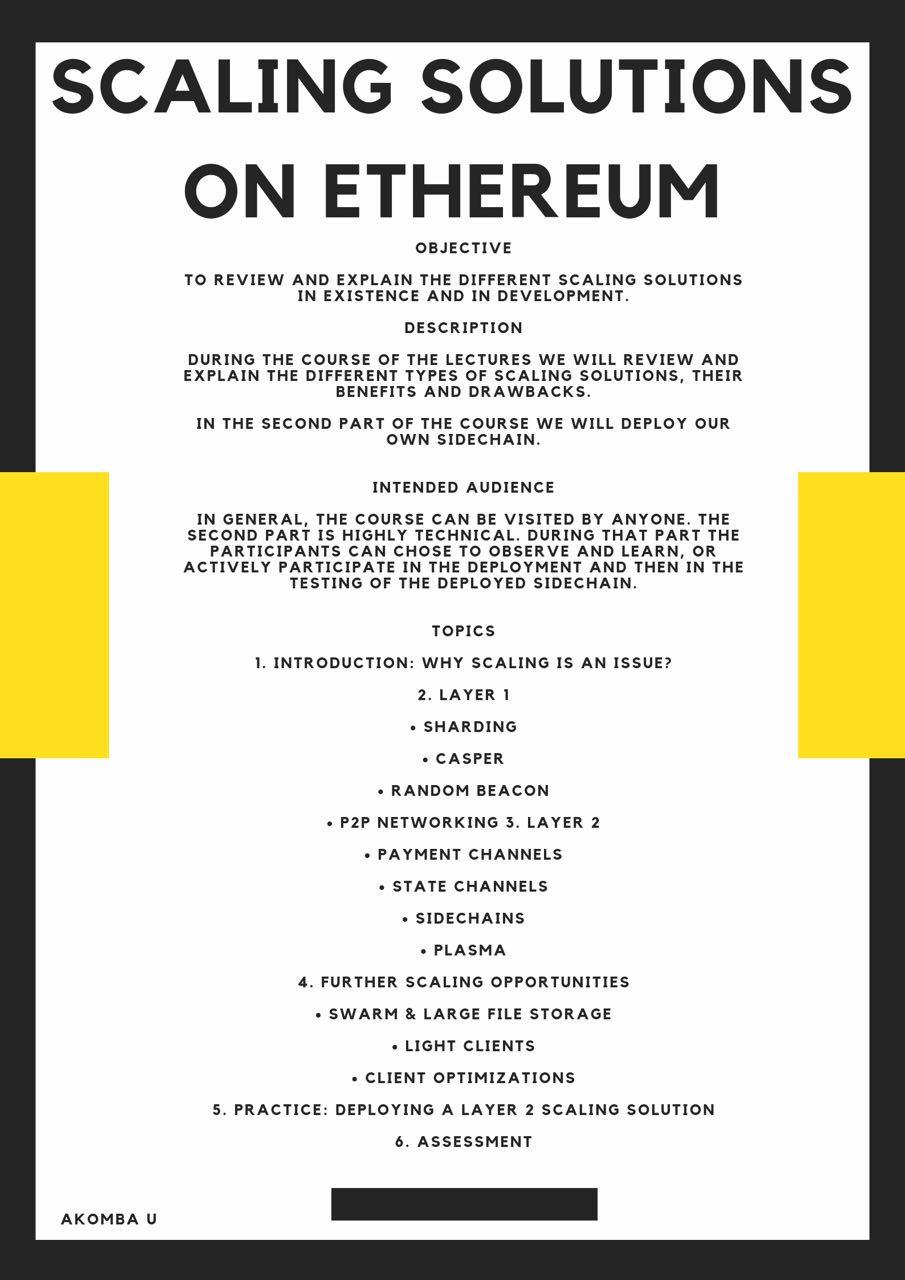 SCALING SOLUTIONS
ON ETHEREUM
OBJECTIVE
TO REVIEW AND EXPLAIN THE DIFFERENT SCALING SOLUTIONS
IN EXISTENCE AND IN DEVELOPMENT.
DESCRIPTION
DURING THE COURSE OF THE LECTURES WE WILL REVIEW AND
EXPLAIN THE DIFFERENT TYPES OF SCALING SOLUTIONS, THEIR
BENEFITS AND DRAWBACKS.
IN THE SECOND PART OF THE COURSE WE WILL DEPLOY OUR
OWN SIDECHAIN.
INTENDED AUDIENCE
IN GENERAL, THE COURSE CAN BE VISITED BY ANYONE. THE
SECOND PART IS HIGHLY TECHNICAL. DURING THAT PART THE
PARTICIPANTS CAN CHOSE TO OBSERVE AND LEARN, OR
ACTIVELY PARTICIPATE IN THE DEPLOYMENT AND THEN IN THE
TESTING OF THE DEPLOYED SIDECHAIN.
TOPICS
1. INTRODUCTION: WHY SCALING IS AN ISSUE?
2. LAYER 1
• SHARDING
• CASPER
• RANDOM BEACON
• P2P NETWORKING 3. LAYER 2
• PAYMENT CHANNELS
• STATE CHANNELS
• SIDECHAINS
• PLASMA
4. FURTHER SCALING OPPORTUNITIES
• SWARM & LARGE FILE STORAGE
• LIGHT CLIENTS
• CLIENT OPTIMIZATIONS
5. PRACTICE: DEPLOYING A LAYER 2 SCALING SOLUTION
6. ASSESSMENT
AKOMBA U